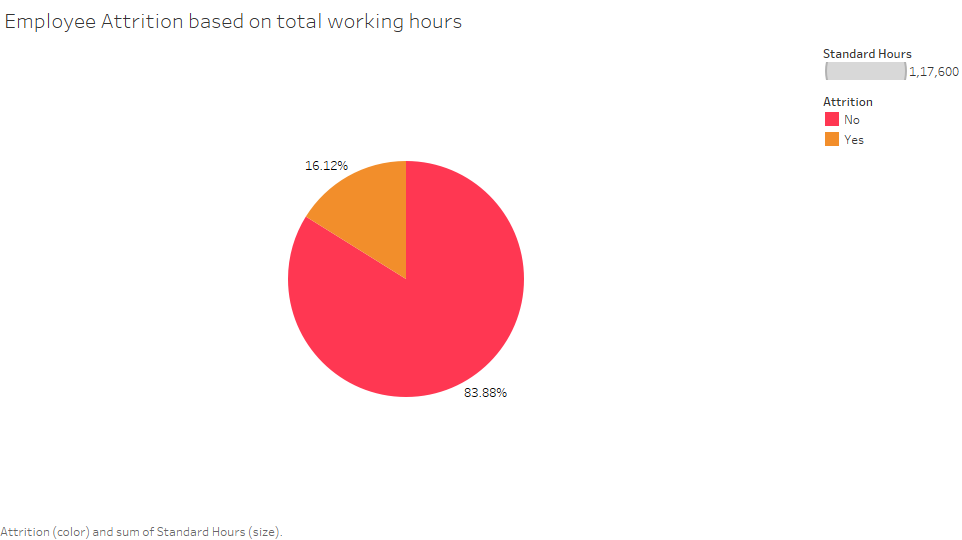 Employee Attrition based on total working hours
Standard Hours
1,17,600
Attrition
No
Yes
16.12%
83.88%
Attrition (color) and sum of Standard Hours (size).